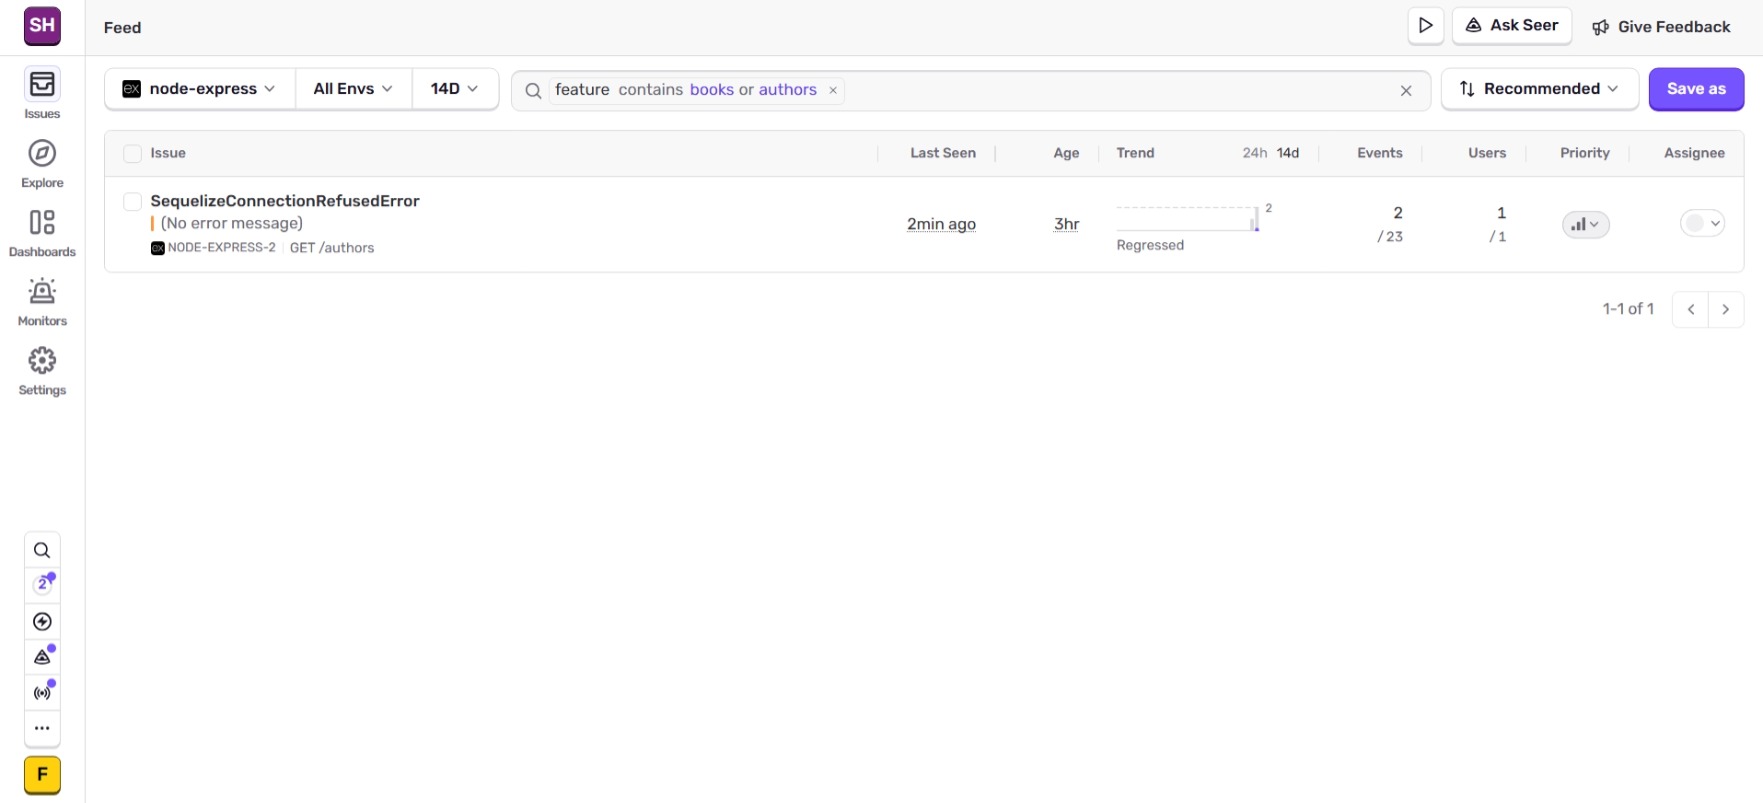 SH
Feed
Ask Seer
Give Feedback
Issues
Explore
Dashboards
Monitors
Settings
2
F
ex node-express
All Envs
14D
feature contains books or authors ×
Recommended
Save as
Issue
Last Seen
Age
Trend
24h 14d
Events
Users
Priority
Assignee
SequelizeConnectionRefusedError
(No error message)
ex NODE-EXPRESS-2 GET /authors
2min ago
3hr
2
Regressed
2
/ 23
1
/ 1
1-1 of 1